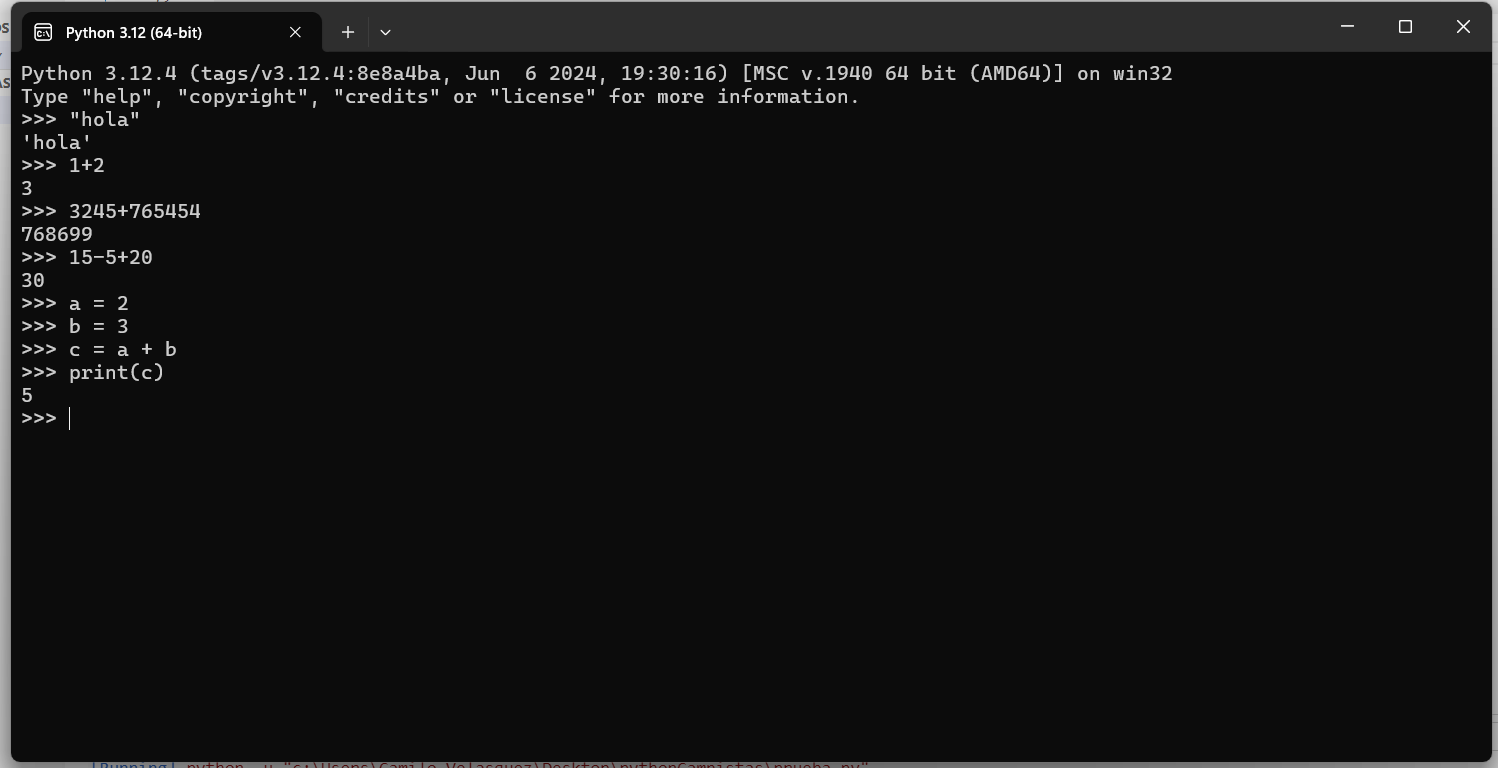 Python 3.12 (64-bit)
Python 3.12.4 (tags/v3.12.4:8e8a4ba, Jun  6 2024, 19:30:16) [MSC v.1940 64 bit (AMD64)] on win32
Type "help", "copyright", "credits" or "license" for more information.
>>> "hola"
'hola'
>>> 1+2
3
>>> 3245+765454
768699
>>> 15-5+20
30
>>> a = 2
>>> b = 3
>>> c = a + b
>>> print(c)
5
>>>
[Running] python -u "c:\Users\Camilo Velasquez\Desktop\pythonCampistas\prueba.py"